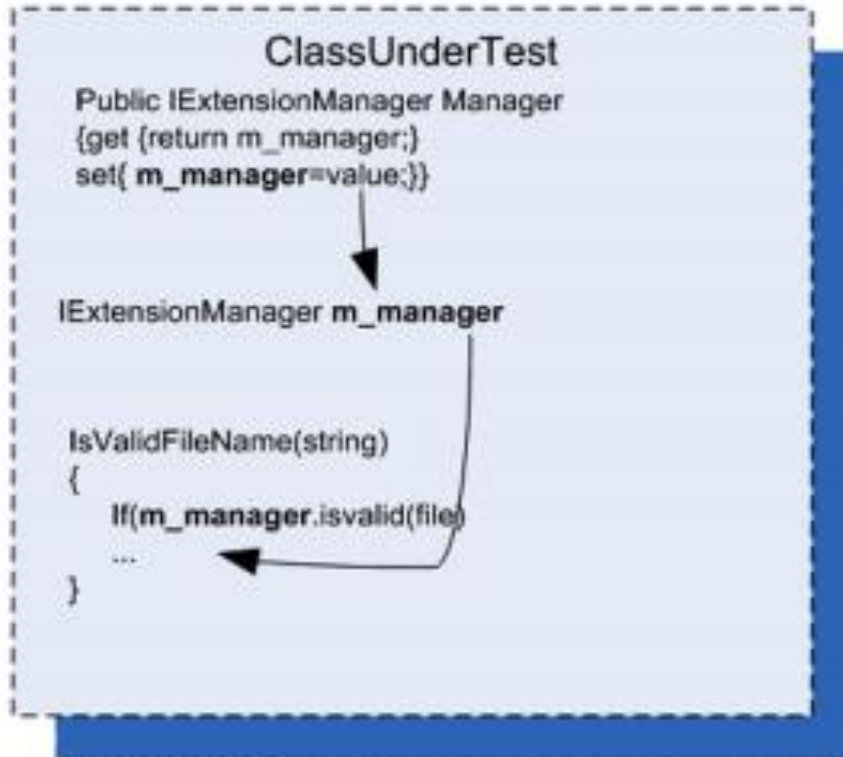 ClassUnderTest
Public IExtensionManager Manager
{get {return m_manager;}
set{ m_manager=value;}}
IExtensionManager m_manager
IsValidFileName(string)
{
If(m_manager.isvalid(file)
...
}